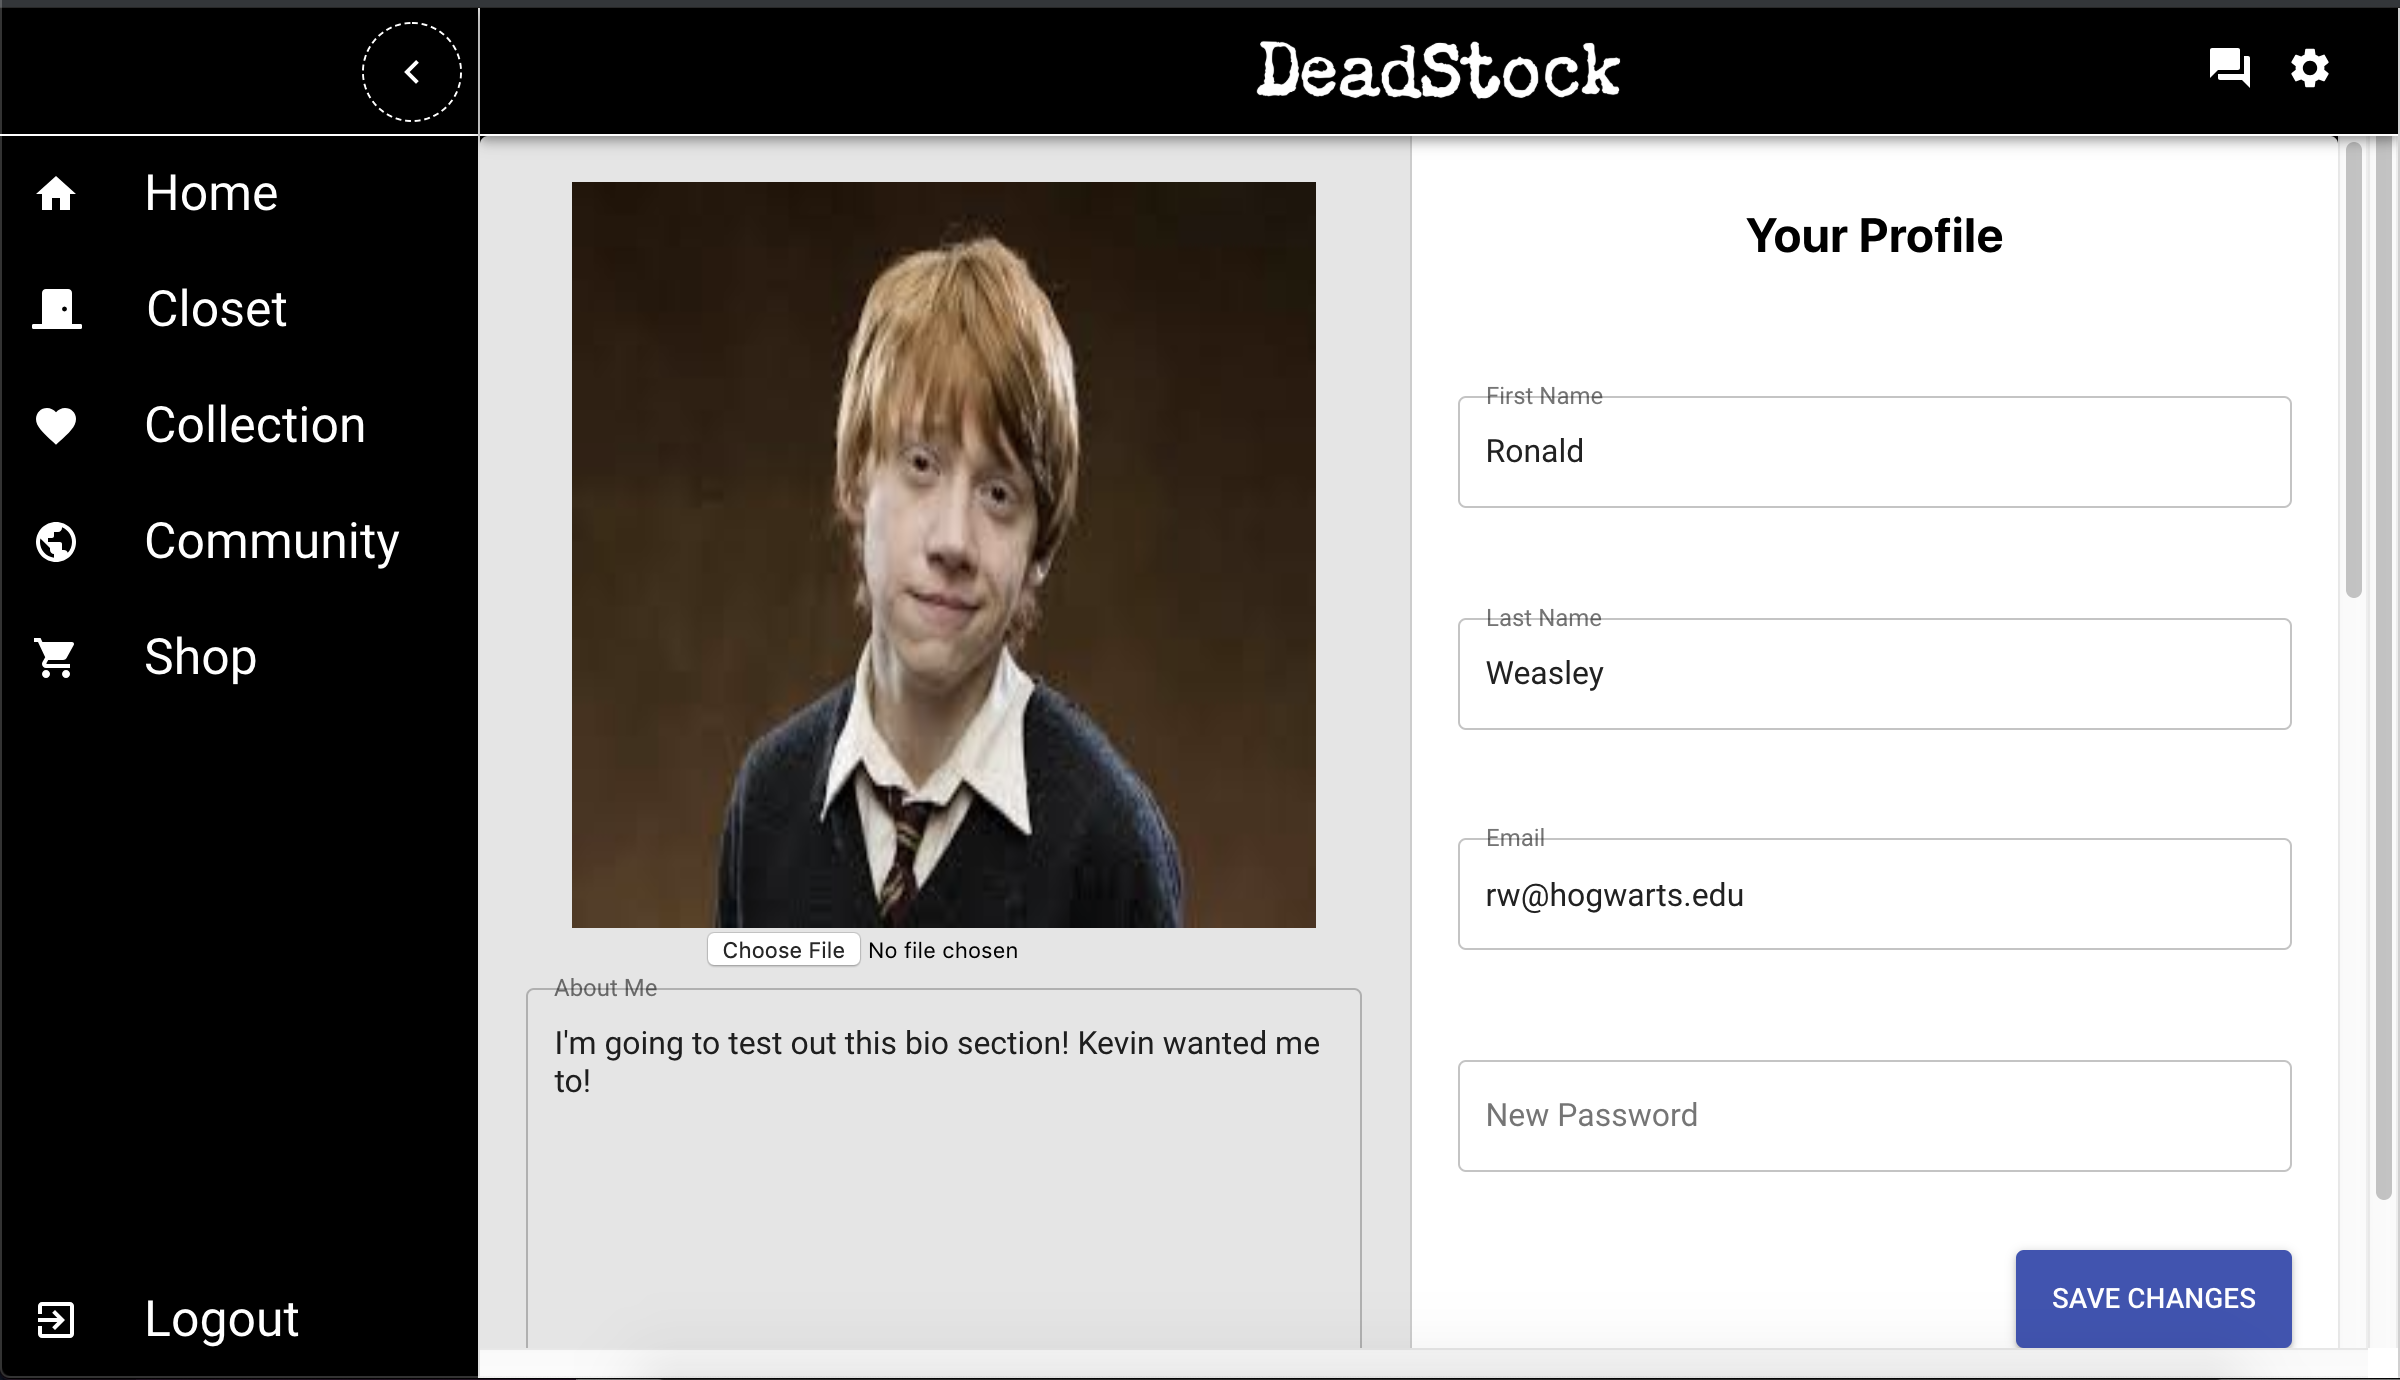 DeadStock
Home
Closet
Collection
Community
Shop
Logout
Choose File No file chosen
About Me
I'm going to test out this bio section! Kevin wanted me
to!
Your Profile
First Name
Ronald
Last Name
Weasley
Email
rw@hogwarts.edu
New Password
SAVE CHANGES